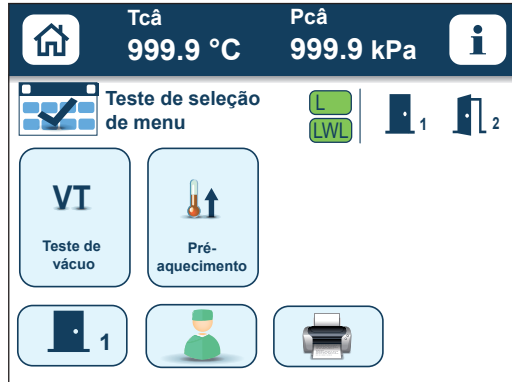 Tcâ
Pcâ
999.9 °C
999.9 kPa
i
Teste de seleção
de menu
L
LWL
1
2
VT
Teste de
vácuo
Pré-
aquecimento
1